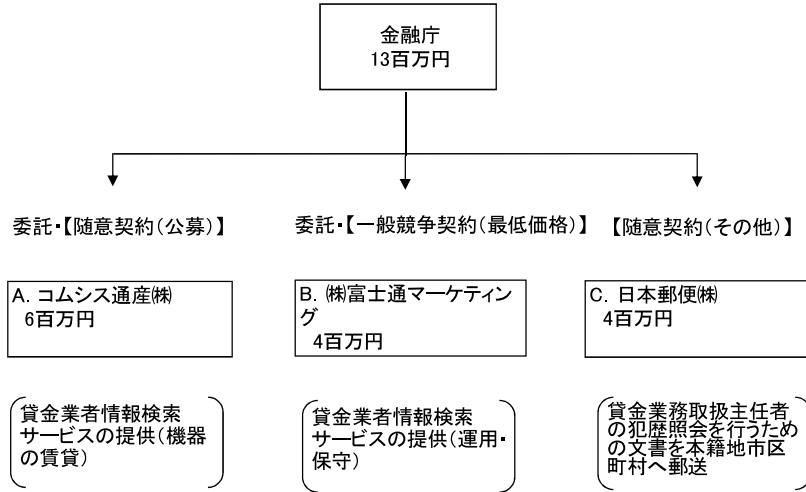 金融庁
13百万円
委託・【随意契約(公募)】
委託・【一般競争契約(最低価格)】
【随意契約(その他)】
A. コムシス通産㈱
6百万円
B. ㈱富士通マーケティン
グ
4百万円
C. 日本郵便㈱
4百万円
貸金業者情報検索
サービスの提供(機器
の賃貸)
貸金業者情報検索
サービスの提供(運用・
保守)
貸金業務取扱主任者
の犯歴照会を行うため
の文書を本籍地市区
町村へ郵送